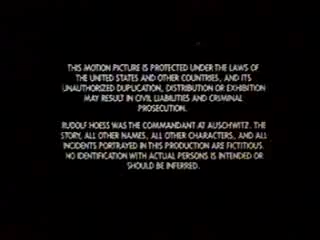 THIS MOTION PICTURE IS PROTECTED UNDER THE LAWS OF
THE UNITED STATES AND OTHER COUNTRIES, AND ITS
UNAUTHORIZED DUPLICATION, DISTRIBUTION OR EXHIBITION
MAY RESULT IN CIVIL LIABILITIES AND CRIMINAL
PROSECUTION.
RUDOLF HOESS WAS THE COMMANDANT AT AUSCHWITZ. THE
STORY, ALL OTHER NAMES, ALL OTHER CHARACTERS, AND ALL
INCIDENTS PORTRAYED IN THIS PRODUCTION ARE FICTITIOUS.
NO IDENTIFICATION WITH ACTUAL PERSONS IS INTENDED OR
SHOULD BE INFERRED.